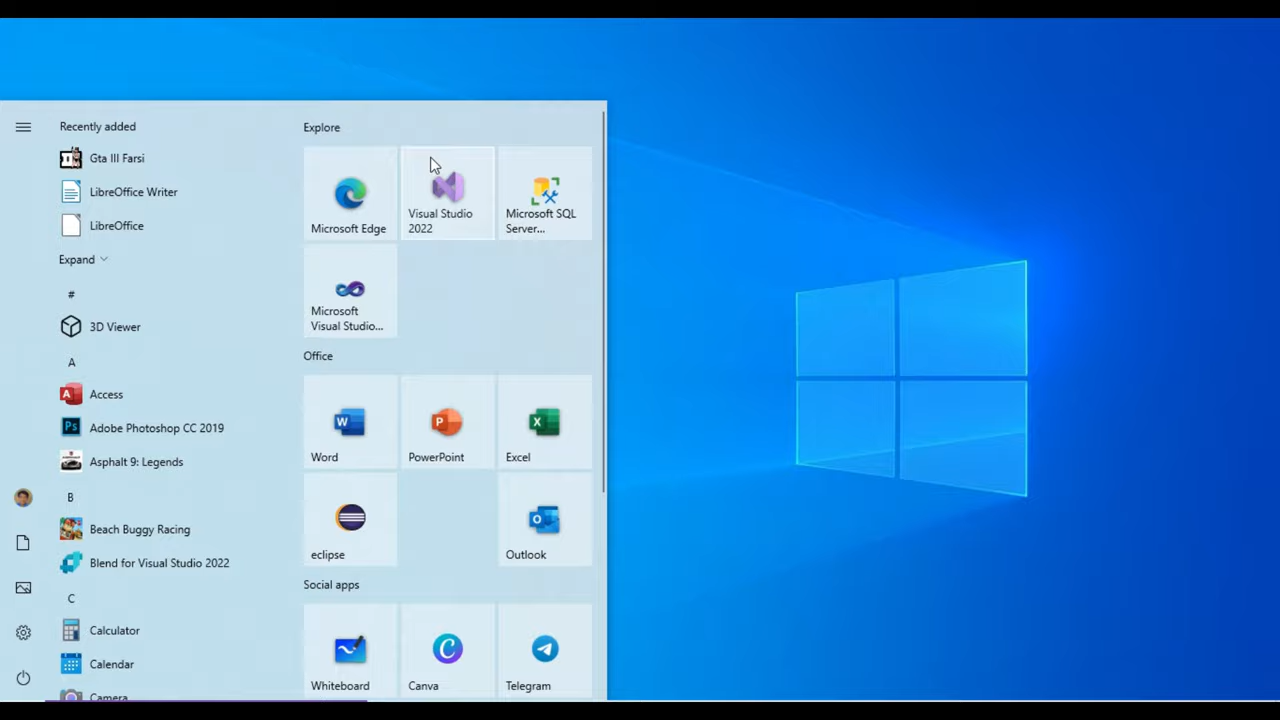 Recently added
Gta III Farsi
LibreOffice Writer
LibreOffice
Expand
#
3D Viewer
A
Access
Adobe Photoshop CC 2019
Asphalt 9: Legends
B
Beach Buggy Racing
Blend for Visual Studio 2022
C
Calculator
Calendar
Camera
Explore
Microsoft Edge
Visual Studio
2022
Microsoft SQL
Server...
Microsoft
Visual Studio...
Office
Word
PowerPoint
Excel
eclipse
Outlook
Social apps
Whiteboard
Canva
Telegram